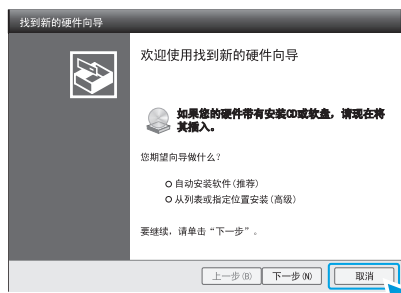 找到新的硬件向导
欢迎使用找到新的硬件向导
如果您的硬件带有安装CD或软盘，请现在将
其插入。
您期望向导做什么？
自动安装软件(推荐)
从列表或指定位置安装(高级)
要继续，请单击“下一步”。
上一步(B) 下一步(N) 取消